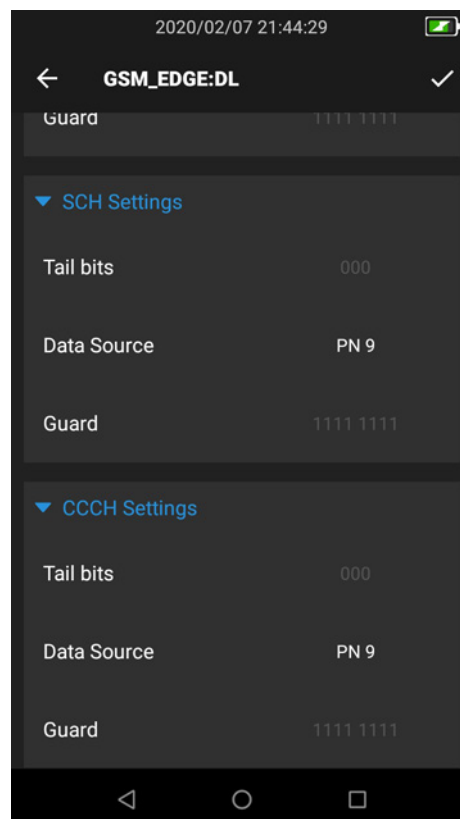 2020/02/07 21:44:29
GSM_EDGE:DL
Guard 1111 1111
SCH Settings
Tail bits 000
Data Source PN 9
Guard 1111 1111
CCCH Settings
Tail bits 000
Data Source PN 9
Guard 1111 1111